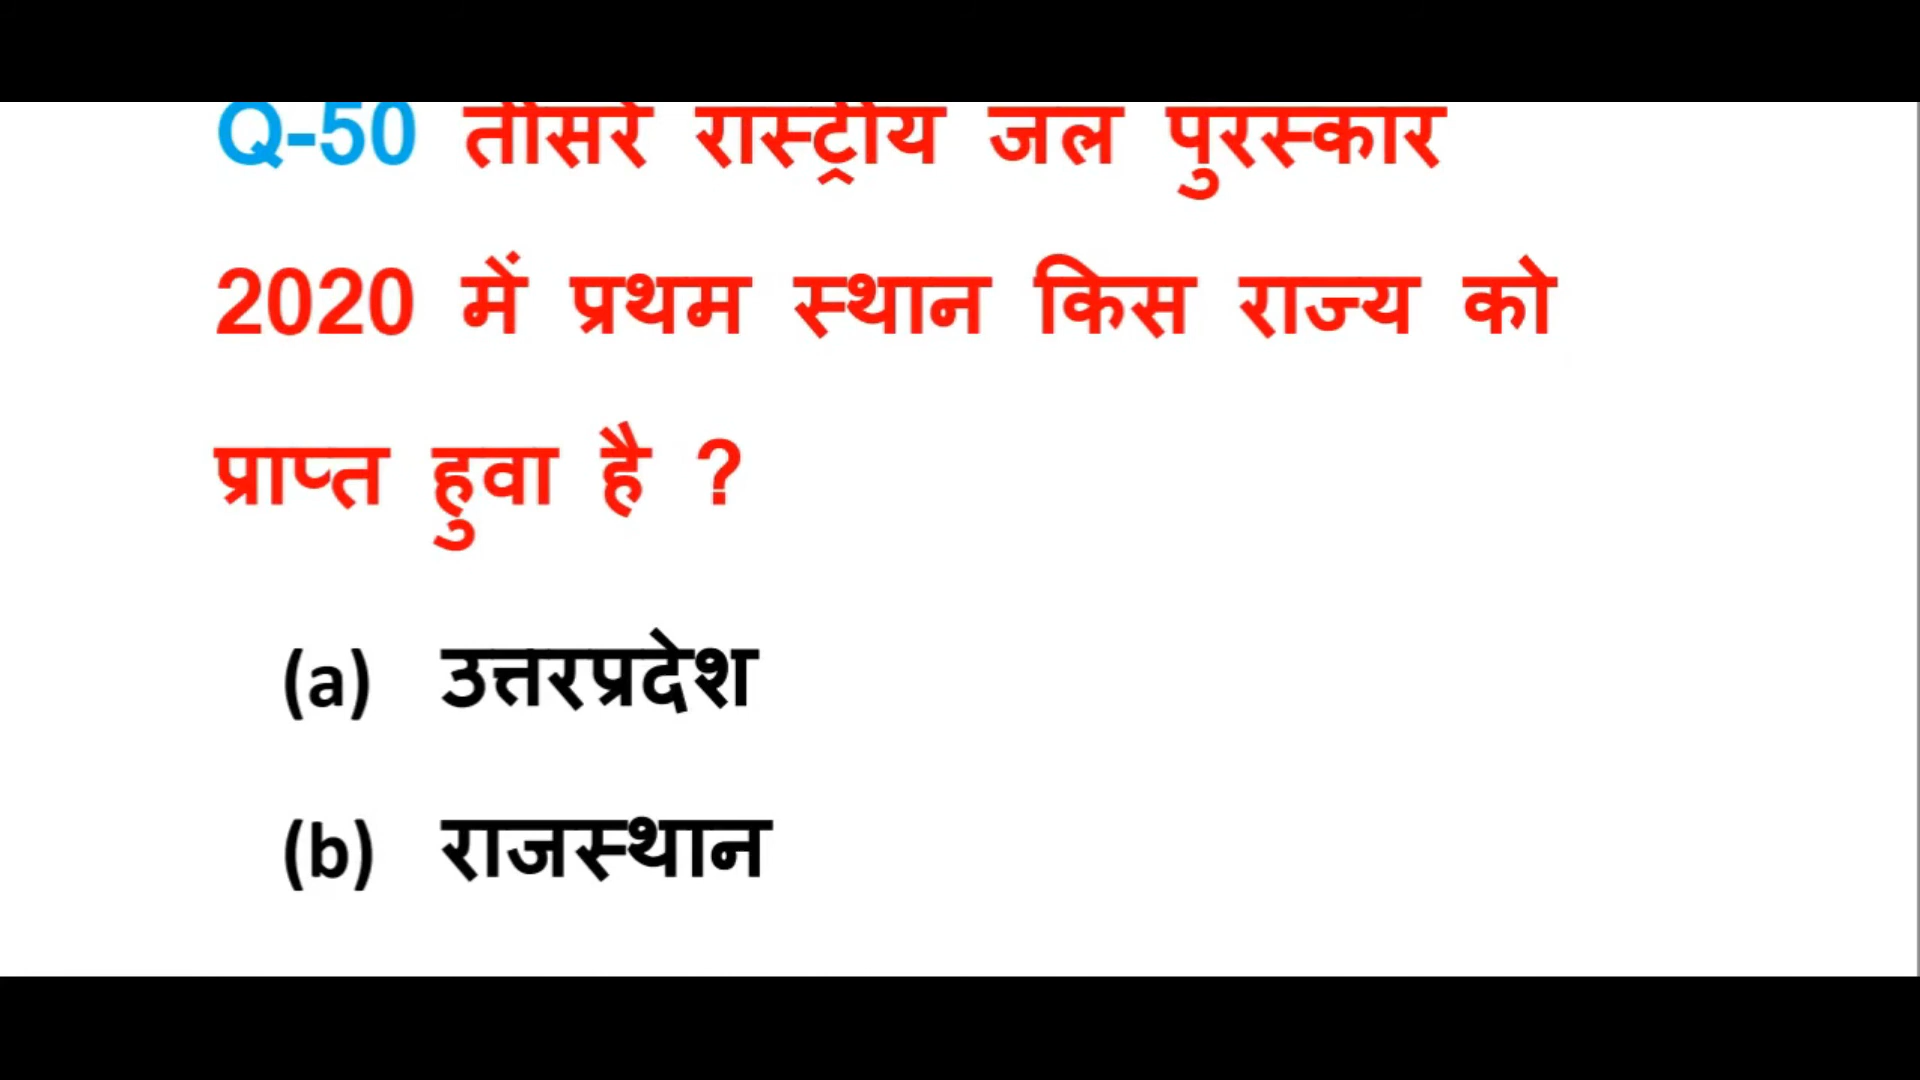 Q-50 तीसरे रास्ट्रीय जल पुरस्कार
2020 में प्रथम स्थान किस राज्य को
प्राप्त हुवा है ?
(a) उत्तरप्रदेश
(b) राजस्थान